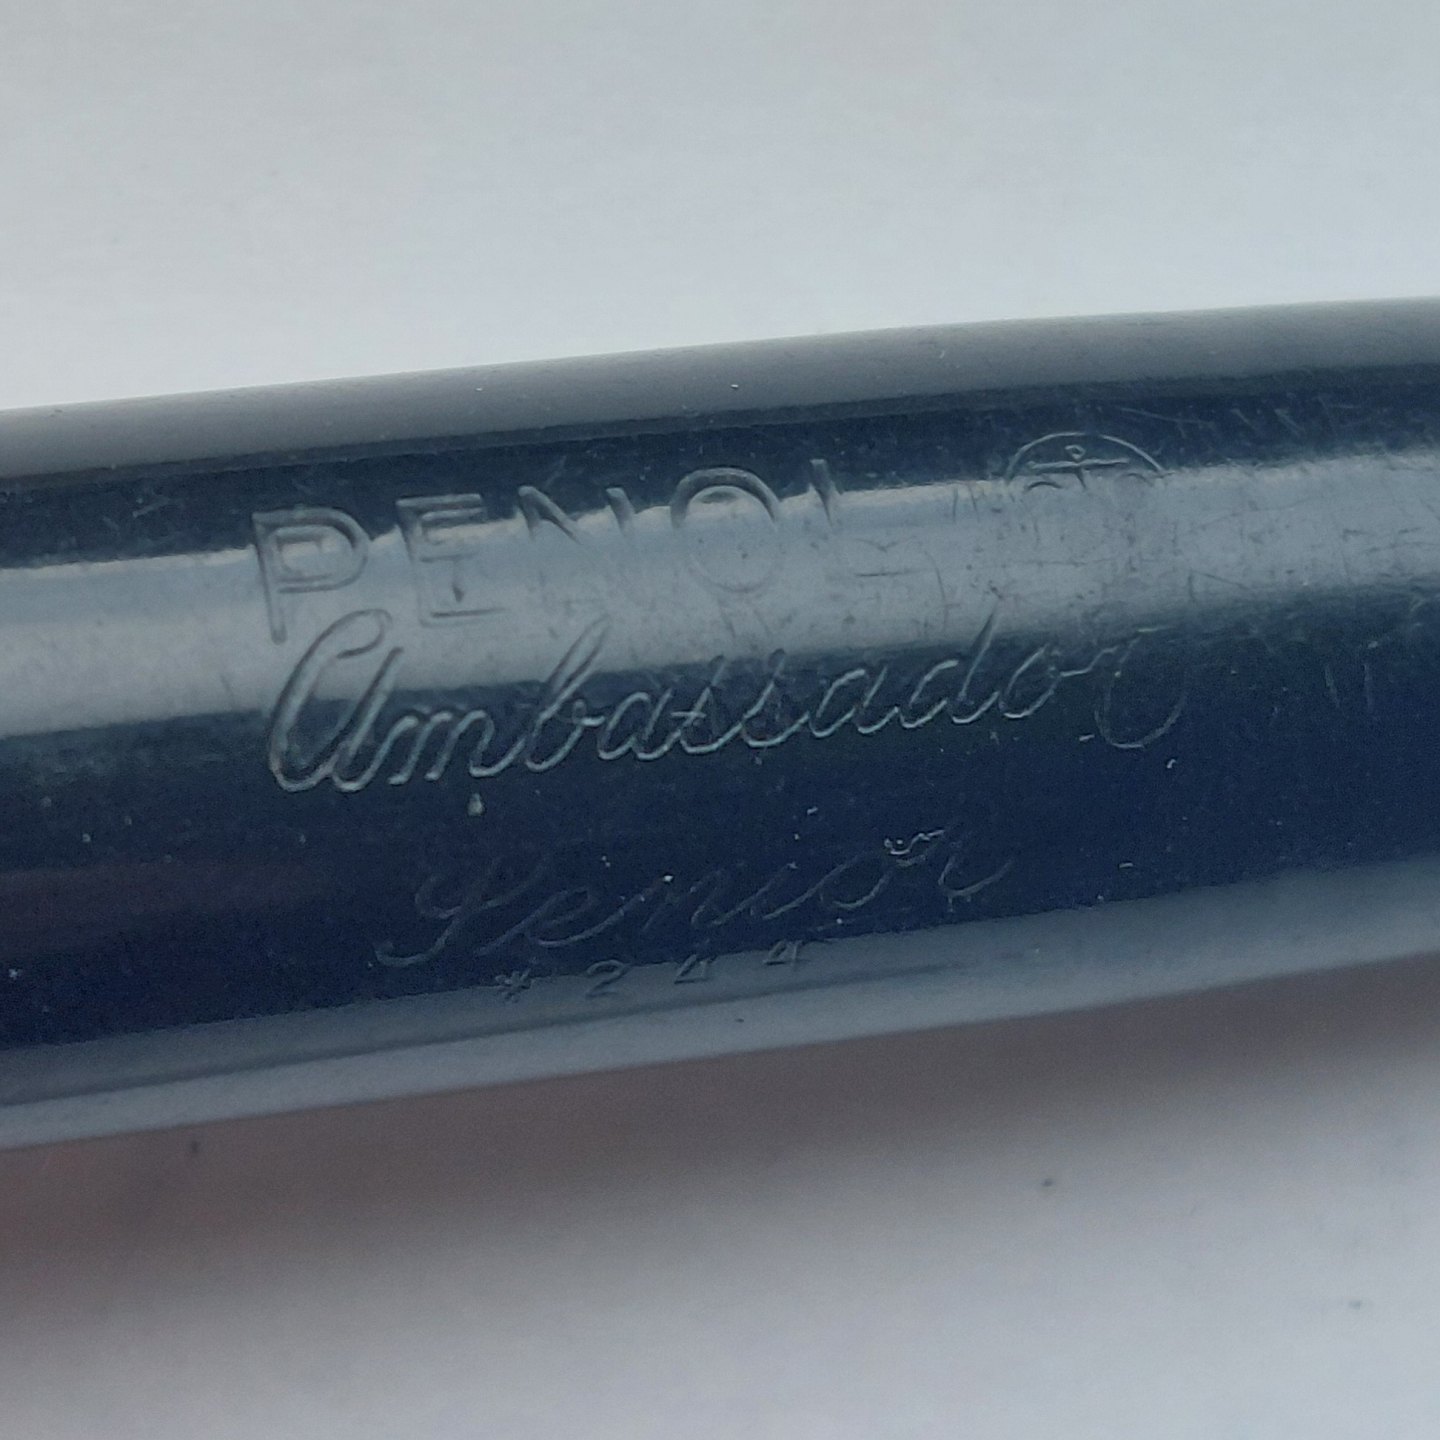 PENOL
Ambassador
Senior
*244